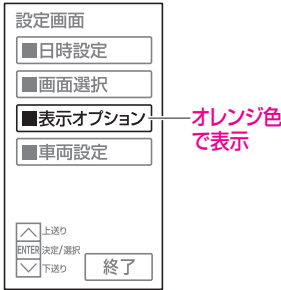 設定画面
■日時設定
■画面選択
■表示オプション
オレンジ色
で表示
■車両設定
上送り
ENTER 決定/選択
下送り
終了